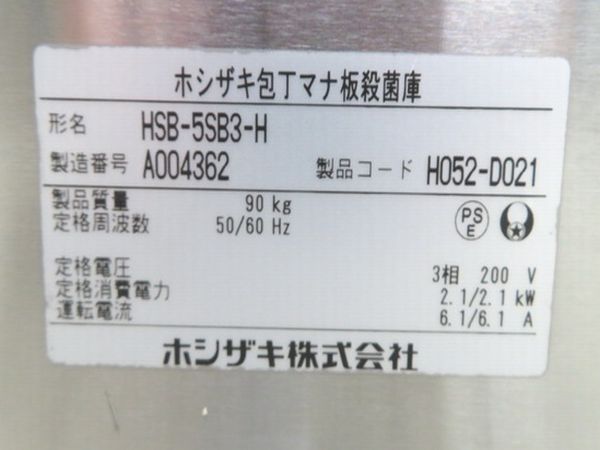 ホシザキ包丁マナ板殺菌庫
形名 HSB-5SB3-H
製造番号 A004362 製品コード H052-D021
製品質量 90 kg
定格周波数 50/60 Hz
PS
E
定格電圧 3相 200 V
定格消費電力 2.1/2.1 kW
運転電流 6.1/6.1 A
ホシザキ株式会社